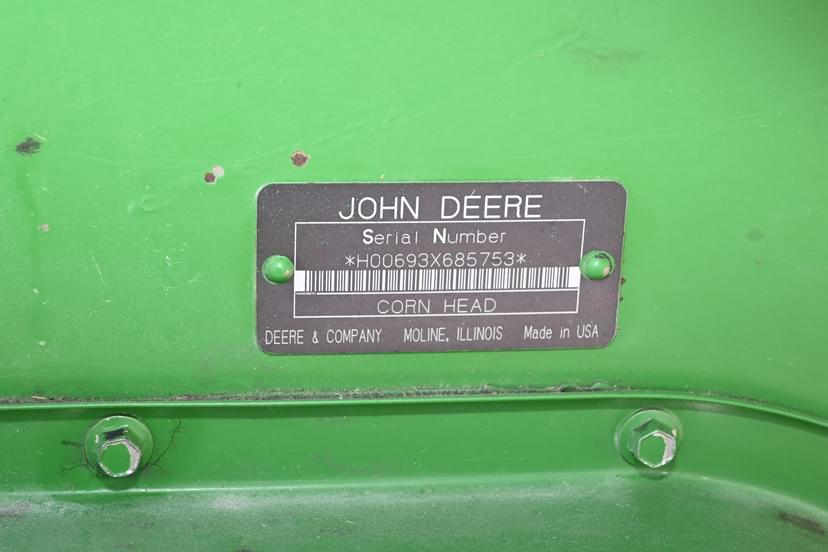 JOHN DEERE
Serial Number
*H00693X685753*
CORN HEAD
DEERE & COMPANY MOLINE, ILLINOIS Made in USA